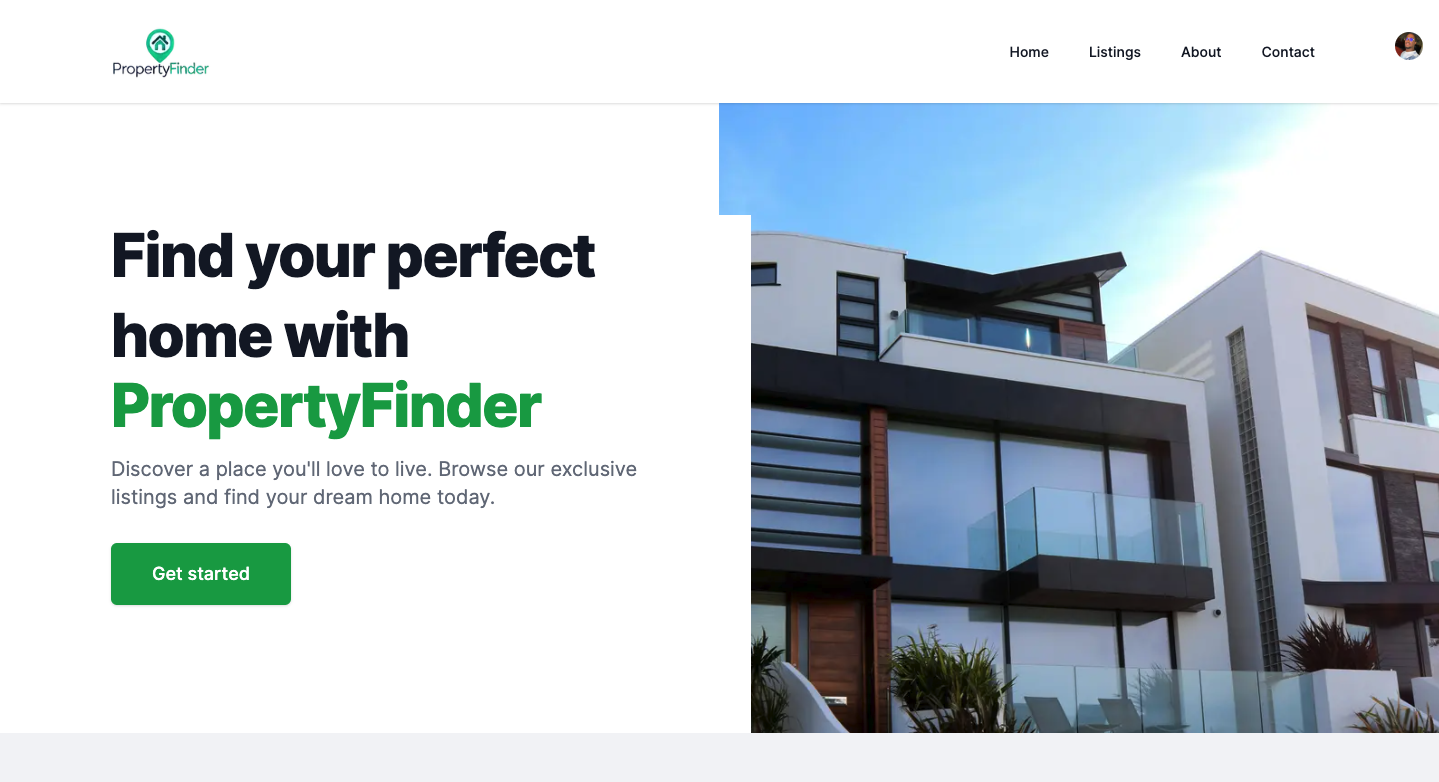 PropertyFinder
Home Listings About Contact
Find your perfect
home with
PropertyFinder
Discover a place you'll love to live. Browse our exclusive
listings and find your dream home today.
Get started